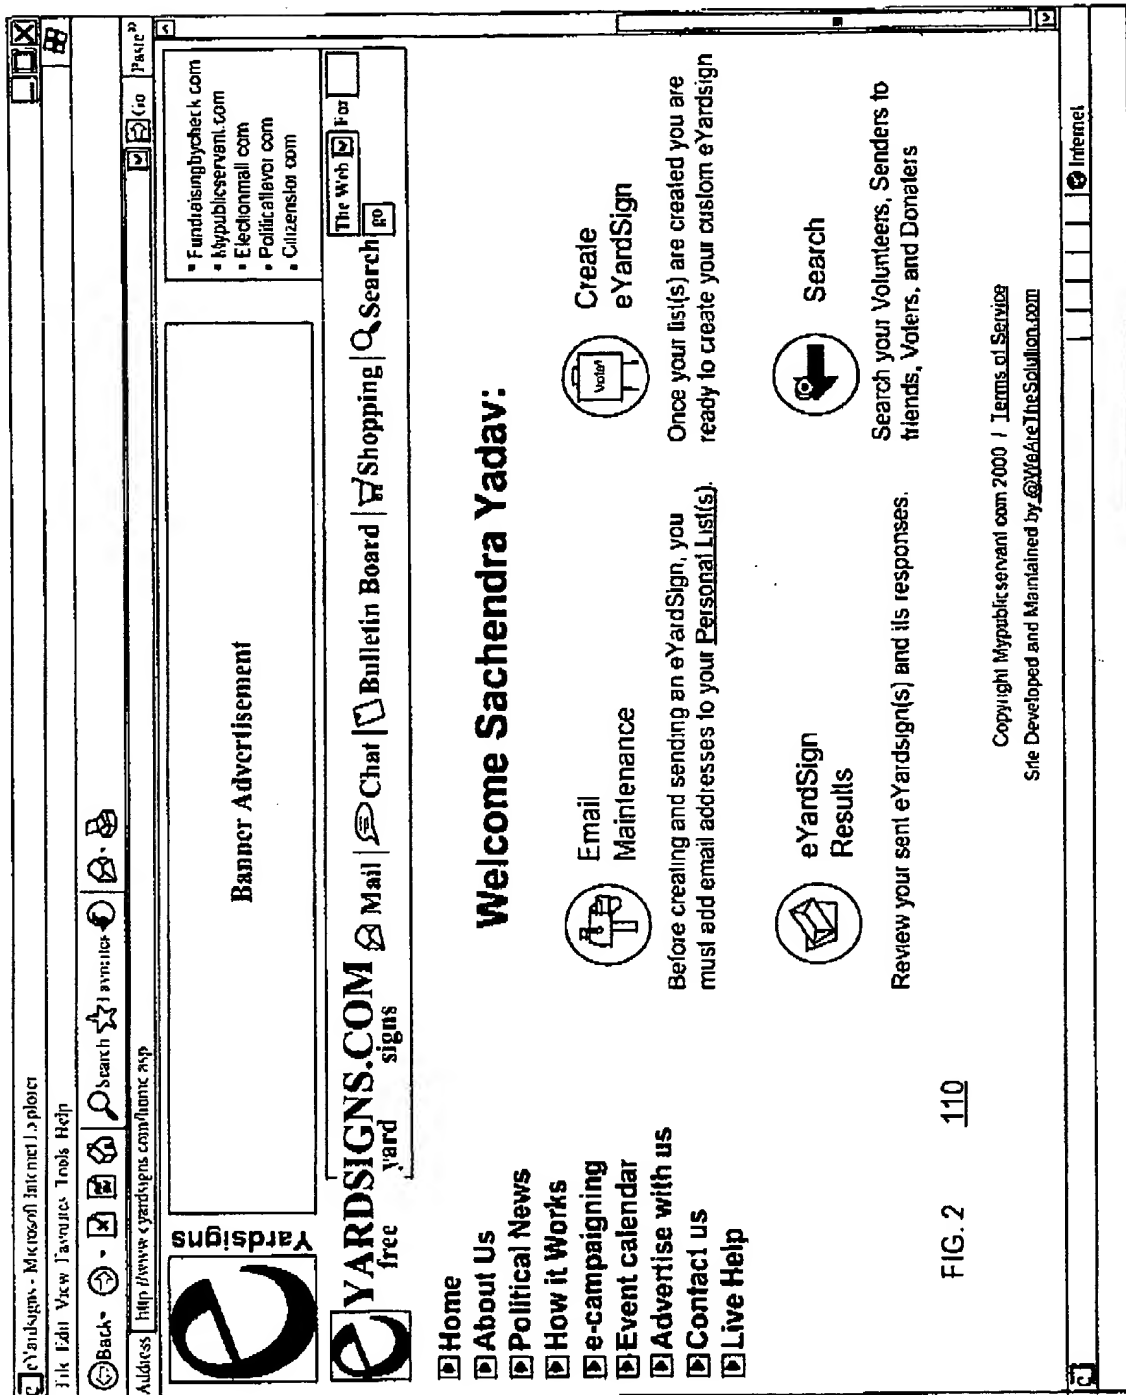 eYardsigns - Microsoft Internet Explorer
File Edit View Favorites Tools Help
Back Search Favorites
Address http://www.eyardsigns.com/home.asp Go
Yardsigns
Banner Advertisement
Fundraisingbycheck com
Mypublicservant.com
Electionmall com
Politicalflavor com
Citizenslot com
eYARDSIGNS.COM
free yard signs
Mail | Chat | Bulletin Board | Shopping | Search
The Web For
go
Home
About Us
Political News
How it Works
e-campaigning
Event calendar
Advertise with us
Contact us
Live Help
Welcome Sachendra Yadav:
Email
Maintenance
Before creating and sending an eYardSign, you
must add email addresses to your Personal List(s).
Vote!
Create
eYardSign
Once your list(s) are created you are
ready to create your custom eYardsign
eYardSign
Results
Review your sent eYardsign(s) and its responses.
Search
Search your Volunteers, Senders to
friends, Voters, and Donaters
Copyright Mypublicservant com 2000 / Terms of Service
Site Developed and Maintained by @WeAreTheSolution.com
Internet
FIG. 2 110